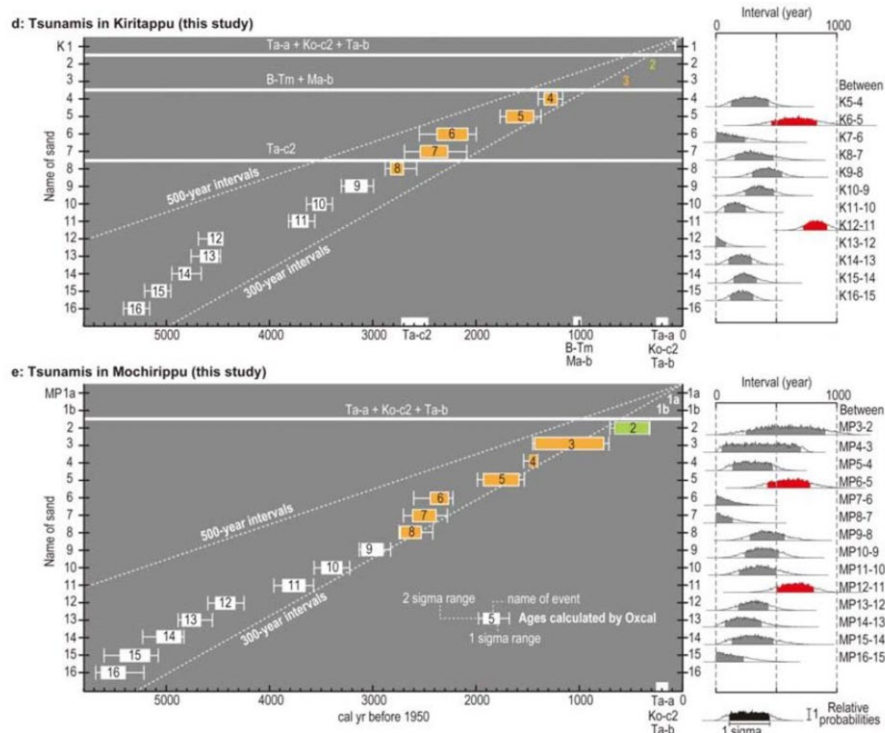 d: Tsunamis in Kiritappu (this study)
Interval (year)
0 1000
K 1 Ta-a + Ko-c2 + Ta-b 1 1
2 2 2
3 B-Tm + Ma-b 3 3
Between
4 4 4 K5-4
5 5 5 K6-5
6 6 6 K7-6
7 Ta-c2 7 7 K8-7
8 8 8 K9-8
9 9 9 K10-9
10 10 10 K11-10
11 11 11 K12-11
12 12 12 K13-12
13 13 13 K14-13
14 14 14 K15-14
15 15 15 K16-15
16 16 16
Name of sand
500-year intervals
300-year intervals
5000 4000 3000 2000 1000 0
Ta-c2 B-Tm Ma-b Ta-a Ko-c2 Ta-b
e: Tsunamis in Mochirippu (this study)
Interval (year)
0 1000
MP 1a 1a 1a
1b Ta-a + Ko-c2 + Ta-b 1b 1b
Between
2 2 2 MP3-2
3 3 3 MP4-3
4 4 4 MP5-4
5 5 5 MP6-5
6 6 6 MP7-6
7 7 7 MP8-7
8 8 8 MP9-8
9 9 9 MP10-9
10 10 10 MP11-10
11 11 11 MP12-11
12 12 12 MP13-12
13 13 13 MP14-13
14 14 14 MP15-14
15 15 15 MP16-15
16 16 16
Name of sand
500-year intervals
300-year intervals
2 sigma range
name of event
5
Ages calculated by Oxcal
1 sigma range
5000 4000 3000 2000 1000 0
cal yr before 1950
Ta-a
Ko-c2
Ta-b
1 Relative
probabilities
1 sigma